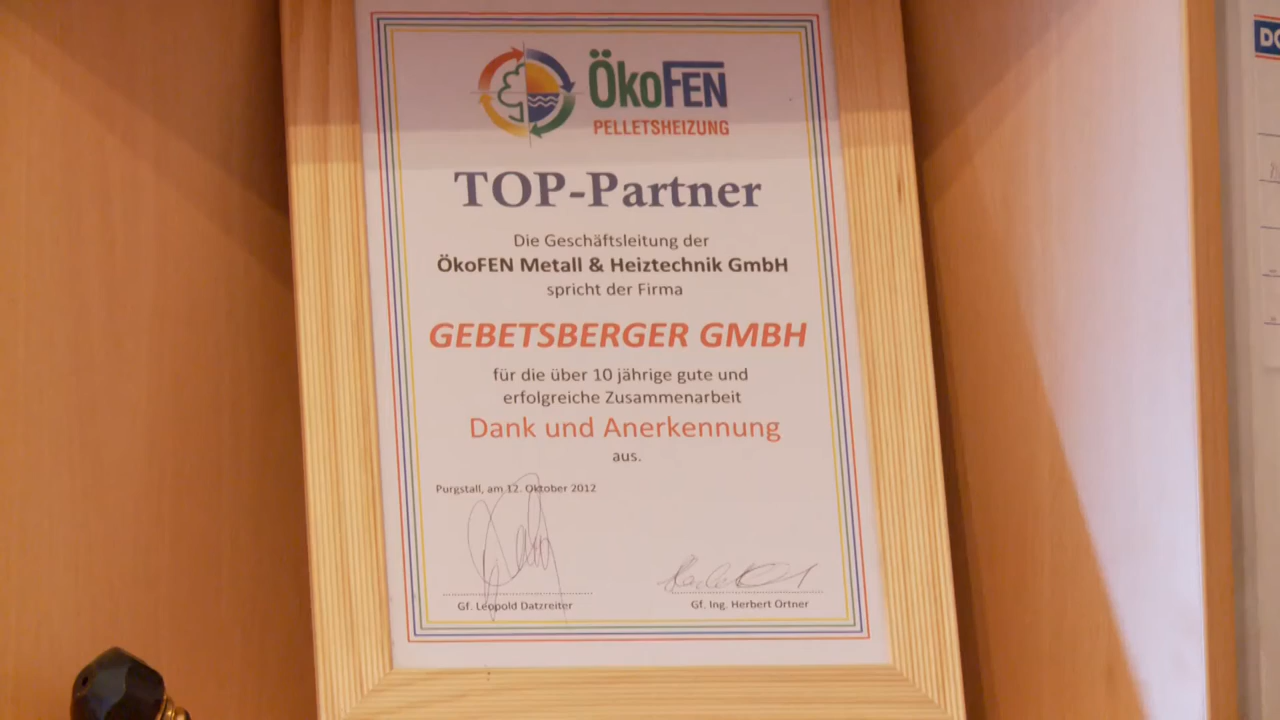 ÖkoFEN
PELLETSHEIZUNG
TOP-Partner
Die Geschäftsleitung der
ÖkoFEN Metall & Heiztechnik GmbH
spricht der Firma
GEBETSBERGER GMBH
für die über 10 jährige gute und
erfolgreiche Zusammenarbeit
Dank und Anerkennung
aus.
Purgstall, am 12. Oktober 2012
Gf. Leopold Datzreiter
Gf. Ing. Herbert Ortner